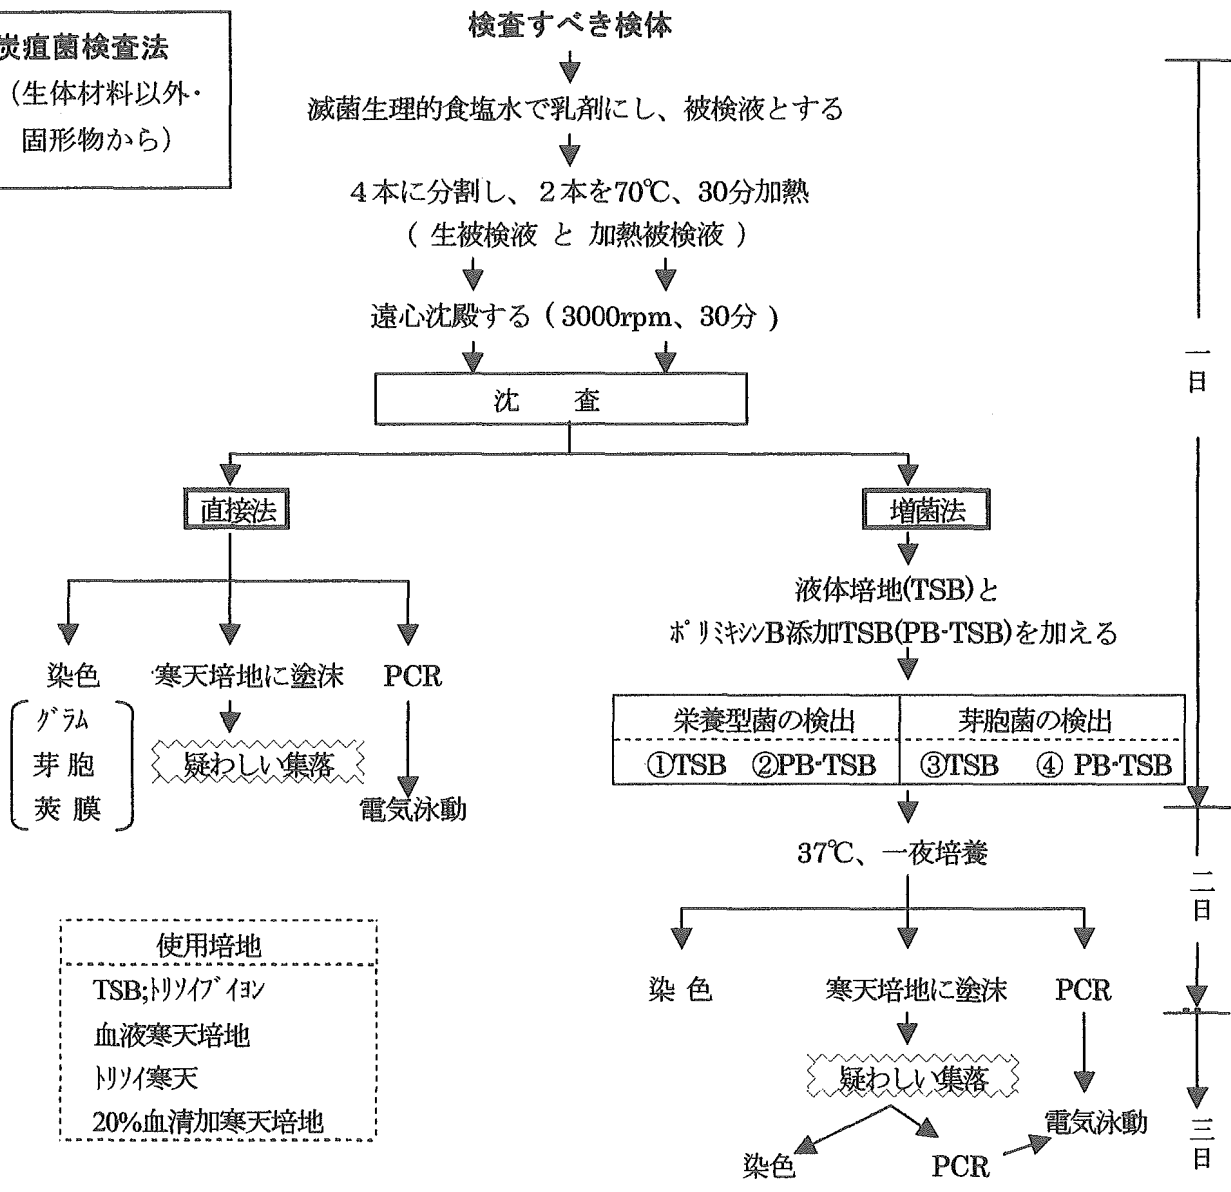 炭疽菌検査法
（生体材料以外・
固形物から）
検査すべき検体
滅菌生理的食塩水で乳剤にし、被検液とする
４本に分割し、２本を70℃、30分加熱
（ 生被検液 と 加熱被検液 ）
遠心沈殿する（ 3000rpm、30分 ）
沈　査
直接法
増菌法
液体培地(TSB)と
ﾎﾟﾘﾐｷｼﾝB添加TSB(PB-TSB)を加える
染色　寒天培地に塗沫　PCR
グラム
芽 胞
莢 膜
疑わしい集落
電気泳動
栄養型菌の検出　芽胞菌の検出
①TSB　②PB-TSB　③TSB　④ PB-TSB
37℃、一夜培養
染 色　寒天培地に塗沫　PCR
疑わしい集落
電気泳動
染色　PCR
使用培地
TSB;ﾄﾘｿｲﾌﾞｲﾖﾝ
血液寒天培地
ﾄﾘｿｲ寒天
20%血清加寒天培地
一日
二日
三日